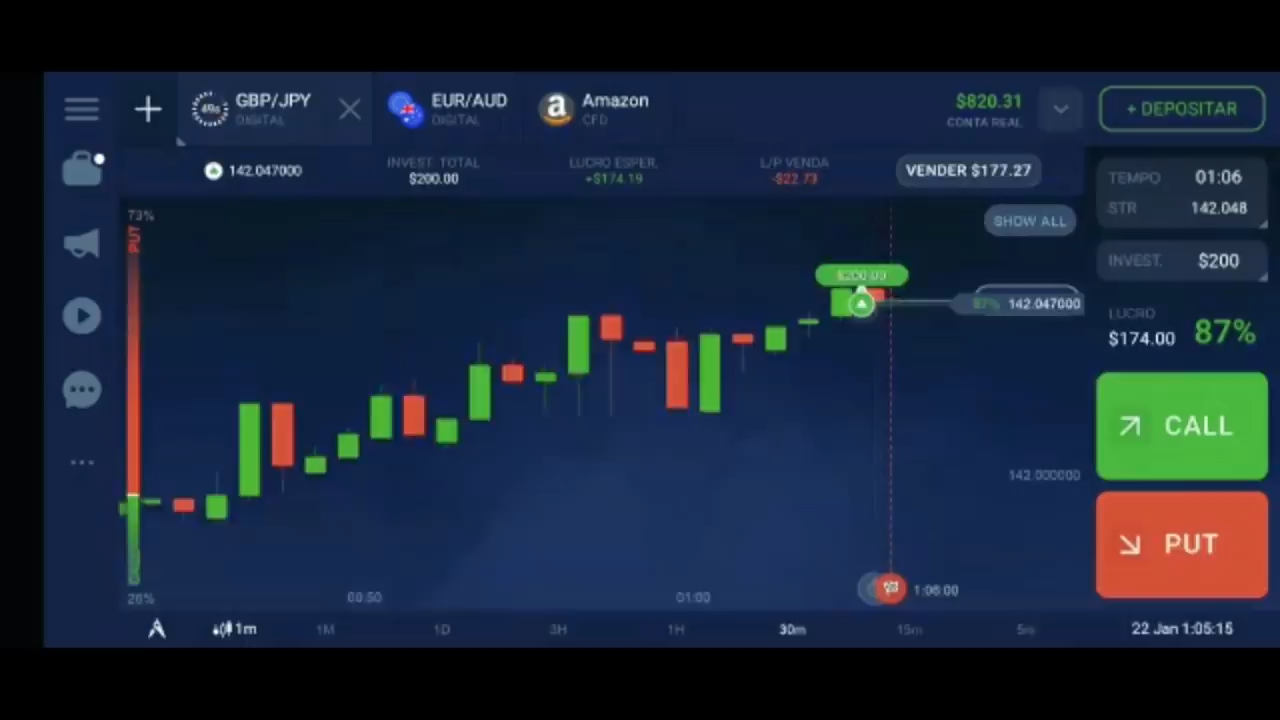 GBP/JPY
DIGITAL
EUR/AUD
DIGITAL
Amazon
CFD
$820.31
CONTA REAL
+ DEPOSITAR
142.047000
INVEST. TOTAL
$200.00
LUCRO ESPER.
+$174.19
L/P VENDA
-$22.73
VENDER $177.27
TEMPO 01:06
STR 142.048
73%
PUT
SHOW ALL
INVEST. $200
$200.00
87% 142.047000
LUCRO
$174.00 87%
CALL
142.000000
PUT
26%
00:50
01:00
1:06:00
1m
1M
1D
3H
1H
30m
15m
5m
22 Jan 1:05:15